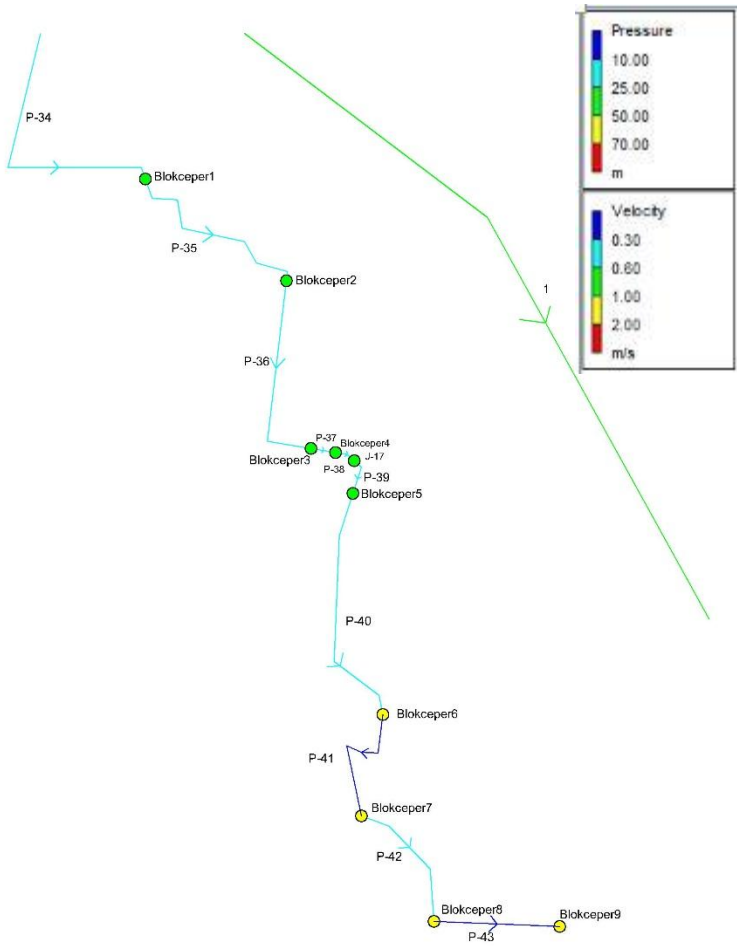 Pressure
10.00
25.00
50.00
70.00
m
Velocity
0.30
0.60
1.00
2.00
m/s
P-34
Blokceper1
P-35
Blokceper2
1
P-36
P-37
Blokceper4
Blokceper3
J-17
P-38
P-39
Blokceper5
P-40
Blokceper6
P-41
Blokceper7
P-42
Blokceper8
Blokceper9
P-43